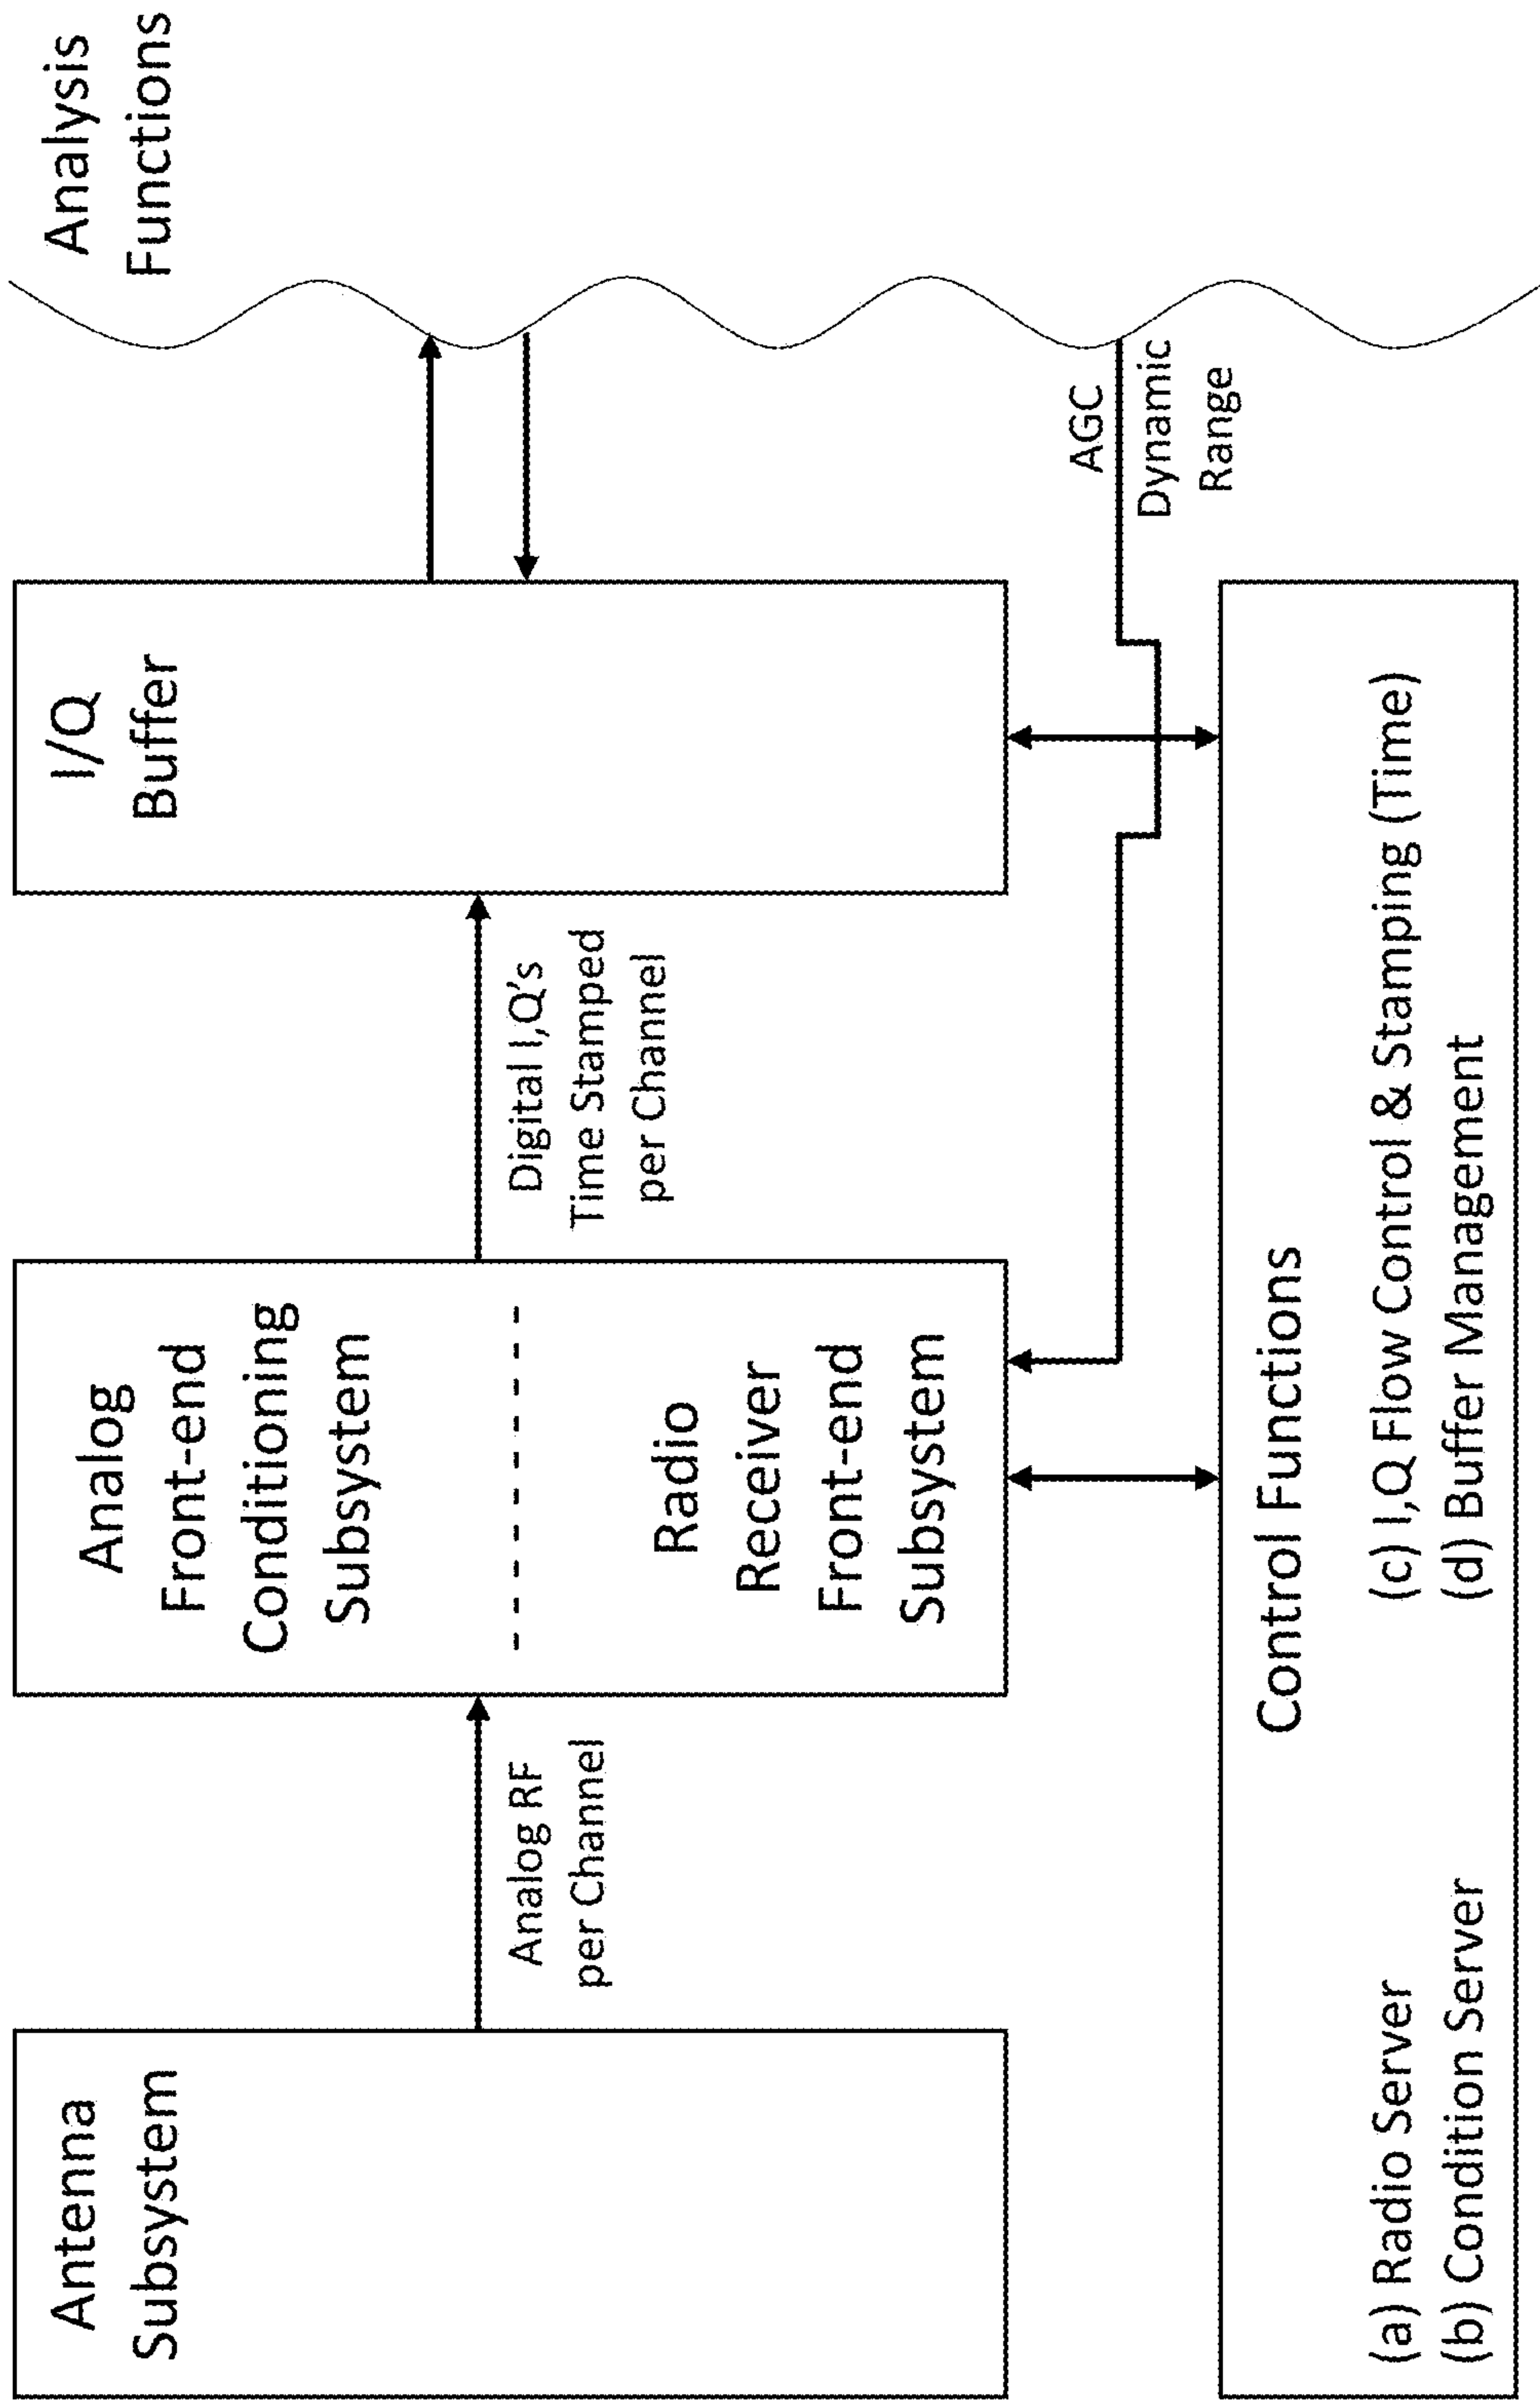 Antenna
Subsystem
Analog RF
per Channel
Analog
Front-end
Conditioning
Subsystem
Radio
Receiver
Front-end
Subsystem
Digital I,Q's
Time Stamped
per Channel
I/Q
Buffer
Analysis
Functions
AGC
Dynamic
Range
Control Functions
(a) Radio Server
(b) Condition Server
(c) I,Q Flow Control & Stamping (Time)
(d) Buffer Management